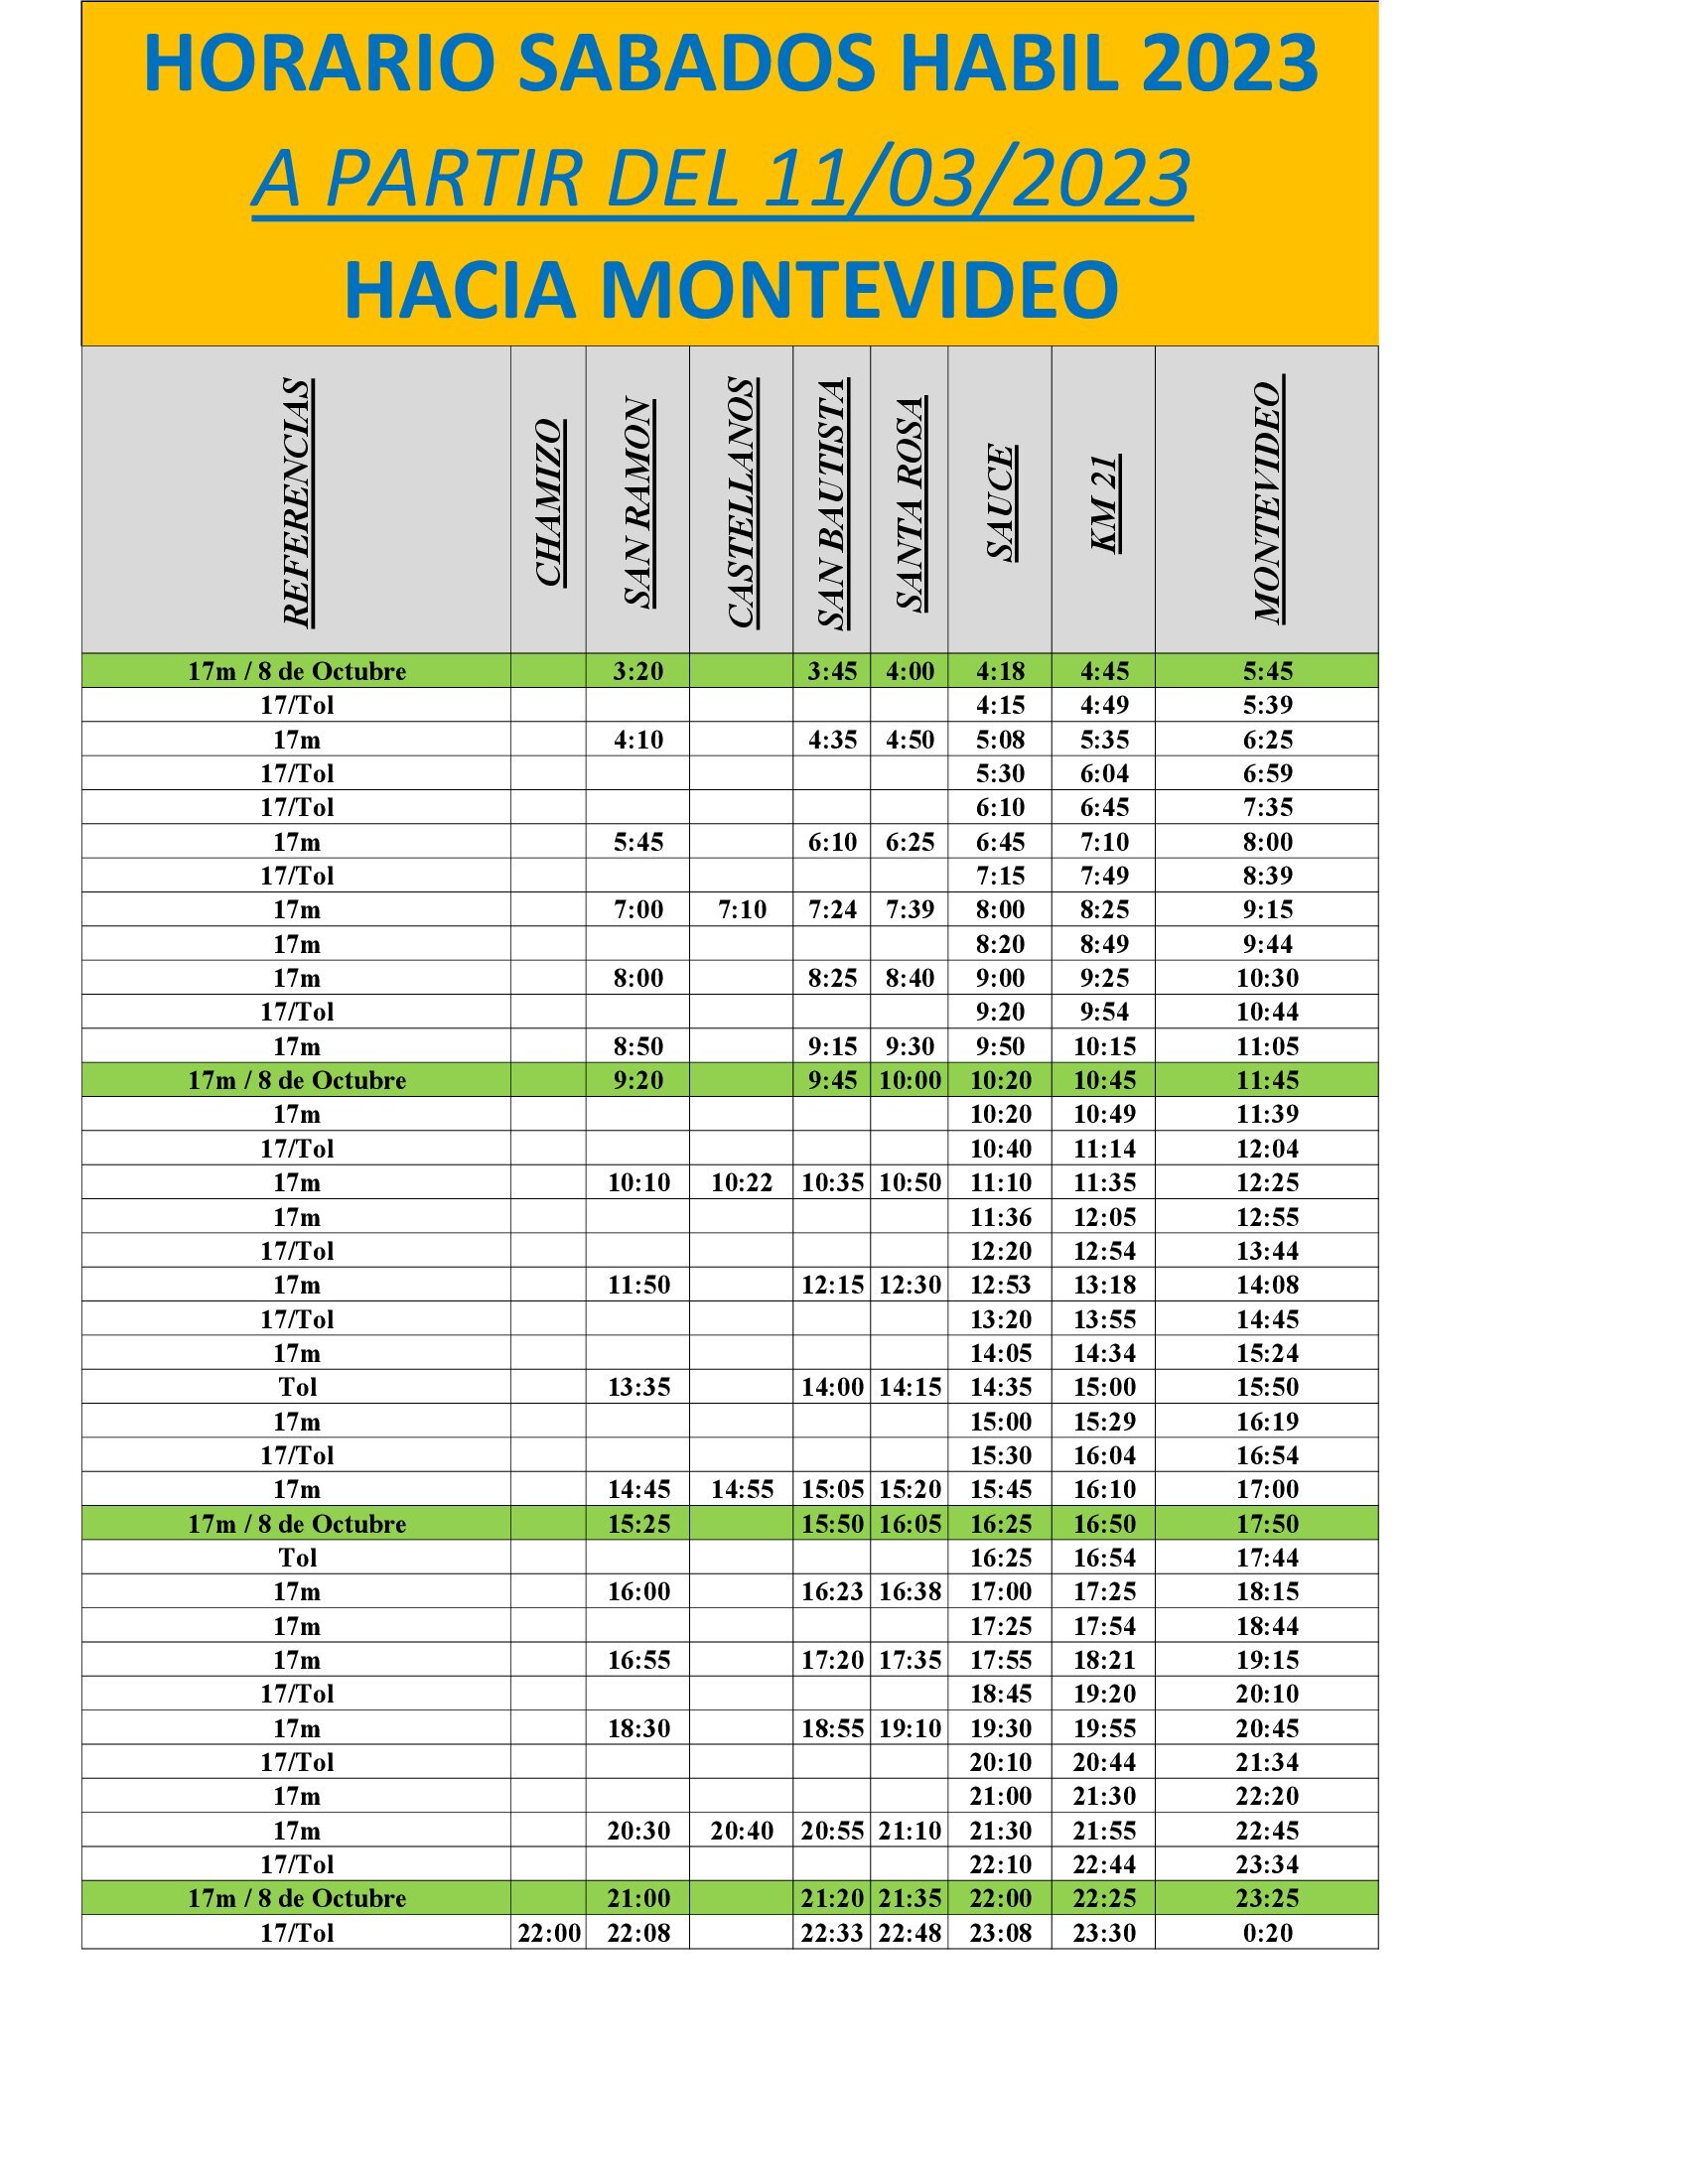 HORARIO SABADOS HABIL 2023
A PARTIR DEL 11/03/2023
HACIA MONTEVIDEO
REFERENCIAS CHAMIZO SAN RAMON CASTELLANOS SAN BAUTISTA SANTA ROSA SAUCE KM 21 MONTEVIDEO
17m / 8 de Octubre 3:20 3:45 4:00 4:18 4:45 5:45
17/Tol 4:15 4:49 5:39
17m 4:10 4:35 4:50 5:08 5:35 6:25
17/Tol 5:30 6:04 6:59
17/Tol 6:10 6:45 7:35
17m 5:45 6:10 6:25 6:45 7:10 8:00
17/Tol 7:15 7:49 8:39
17m 7:00 7:10 7:24 7:39 8:00 8:25 9:15
17m 8:20 8:49 9:44
17m 8:00 8:25 8:40 9:00 9:25 10:30
17/Tol 9:20 9:54 10:44
17m 8:50 9:15 9:30 9:50 10:15 11:05
17m / 8 de Octubre 9:20 9:45 10:00 10:20 10:45 11:45
17m 10:20 10:49 11:39
17/Tol 10:40 11:14 12:04
17m 10:10 10:22 10:35 10:50 11:10 11:35 12:25
17m 11:36 12:05 12:55
17/Tol 12:20 12:54 13:44
17m 11:50 12:15 12:30 12:53 13:18 14:08
17/Tol 13:20 13:55 14:45
17m 14:05 14:34 15:24
Tol 13:35 14:00 14:15 14:35 15:00 15:50
17m 15:00 15:29 16:19
17/Tol 15:30 16:04 16:54
17m 14:45 14:55 15:05 15:20 15:45 16:10 17:00
17m / 8 de Octubre 15:25 15:50 16:05 16:25 16:50 17:50
Tol 16:25 16:54 17:44
17m 16:00 16:23 16:38 17:00 17:25 18:15
17m 17:25 17:54 18:44
17m 16:55 17:20 17:35 17:55 18:21 19:15
17/Tol 18:45 19:20 20:10
17m 18:30 18:55 19:10 19:30 19:55 20:45
17/Tol 20:10 20:44 21:34
17m 21:00 21:30 22:20
17m 20:30 20:40 20:55 21:10 21:30 21:55 22:45
17/Tol 22:10 22:44 23:34
17m / 8 de Octubre 21:00 21:20 21:35 22:00 22:25 23:25
17/Tol 22:00 22:08 22:33 22:48 23:08 23:30 0:20